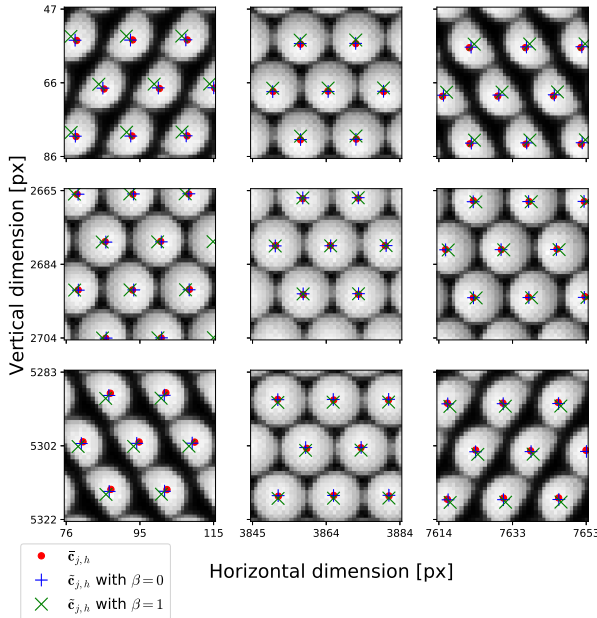 47
66
86
Vertical dimension [px]
2665
2684
2704
5283
5302
5322
76 95 115
3845 3864 3884
7614 7633 7653
Horizontal dimension [px]
c̄_{j,h}
c̃_{j,h} with β=0
c̃_{j,h} with β=1